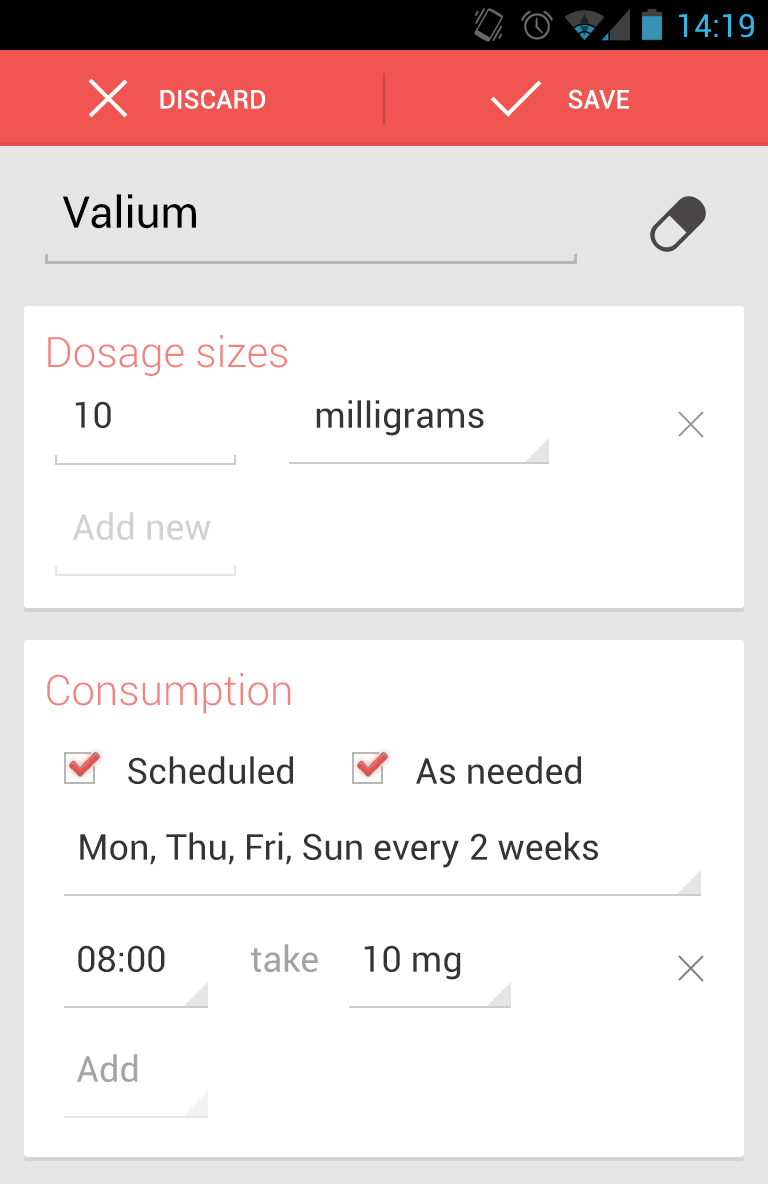 14:19
DISCARD SAVE
Valium
Dosage sizes
10 milligrams
Add new
Consumption
Scheduled As needed
Mon, Thu, Fri, Sun every 2 weeks
08:00 take 10 mg
Add